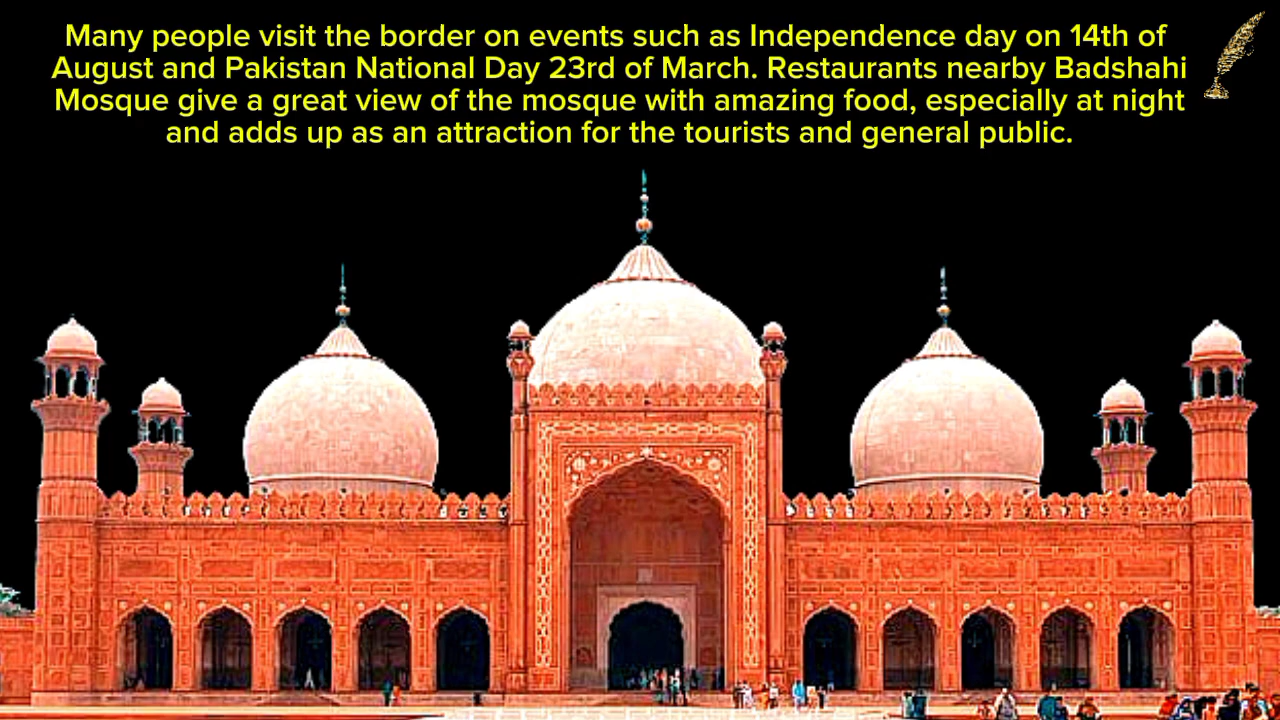 Many people visit the border on events such as Independence day on 14th of
August and Pakistan National Day 23rd of March. Restaurants nearby Badshahi
Mosque give a great view of the mosque with amazing food, especially at night
and adds up as an attraction for the tourists and general public.